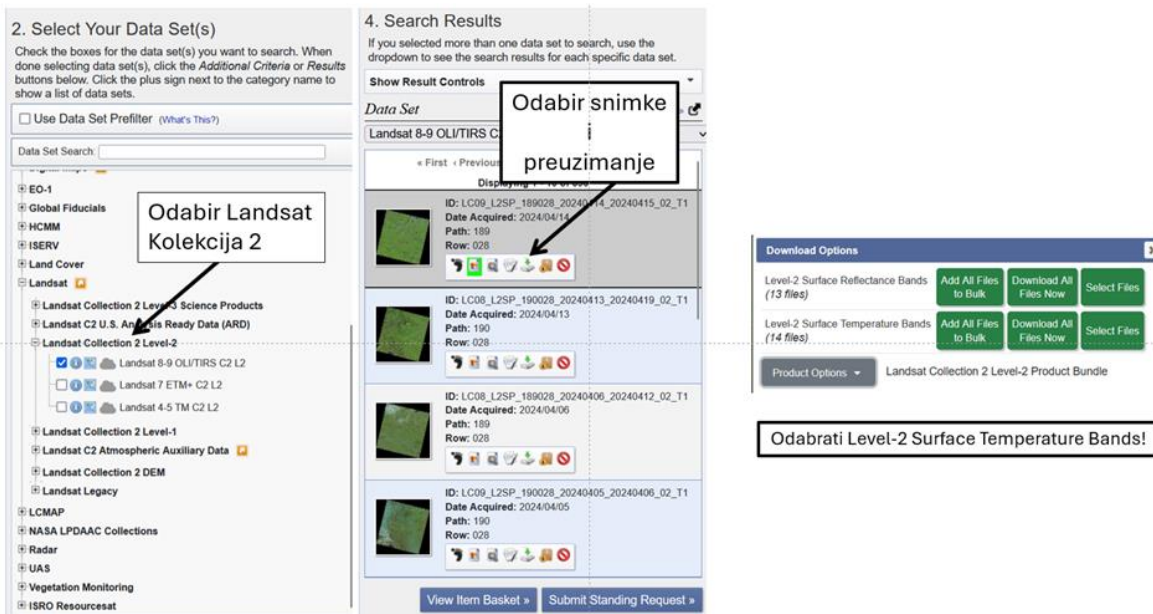 2. Select Your Data Set(s)
Check the boxes for the data set(s) you want to search. When
done selecting data set(s), click the Additional Criteria or Results
buttons below. Click the plus sign next to the category name to
show a list of data sets.
Use Data Set Prefilter (What's This?)
Data Set Search:
EO-1
Global Fiducials
HCMM
ISERV
Land Cover
Landsat
Landsat Collection 2 Level-3 Science Products
Landsat C2 U.S. Analysis Ready Data (ARD)
Landsat Collection 2 Level-2
Landsat 8-9 OLI/TIRS C2 L2
Landsat 7 ETM+ C2 L2
Landsat 4-5 TM C2 L2
Landsat Collection 2 Level-1
Landsat C2 Atmospheric Auxiliary Data
Landsat Collection 2 DEM
Landsat Legacy
LCMAP
NASA LPDAAC Collections
Radar
UAS
Vegetation Monitoring
ISRO Resourcesat
Odabir Landsat
Kolekcija 2
4. Search Results
If you selected more than one data set to search, use the
dropdown to see the search results for each specific data set.
Show Result Controls
Data Set
Landsat 8-9 OLI/TIRS C2
« First ‹ Previous
Displaying 1 - 10 of
Odabir snimke
i
preuzimanje
ID: LC09_L2SP_189028_20240414_20240415_02_T1
Date Acquired: 2024/04/14
Path: 189
Row: 028
ID: LC08_L2SP_190028_20240413_20240419_02_T1
Date Acquired: 2024/04/13
Path: 190
Row: 028
ID: LC08_L2SP_189028_20240406_20240412_02_T1
Date Acquired: 2024/04/06
Path: 189
Row: 028
ID: LC09_L2SP_190028_20240405_20240406_02_T1
Date Acquired: 2024/04/05
Path: 190
Row: 028
View Item Basket »
Submit Standing Request »
Download Options
Level-2 Surface Reflectance Bands
(13 files)
Add All Files
to Bulk
Download All
Files Now
Select Files
Level-2 Surface Temperature Bands
(14 files)
Add All Files
to Bulk
Download All
Files Now
Select Files
Product Options
Landsat Collection 2 Level-2 Product Bundle
Odabrati Level-2 Surface Temperature Bands!